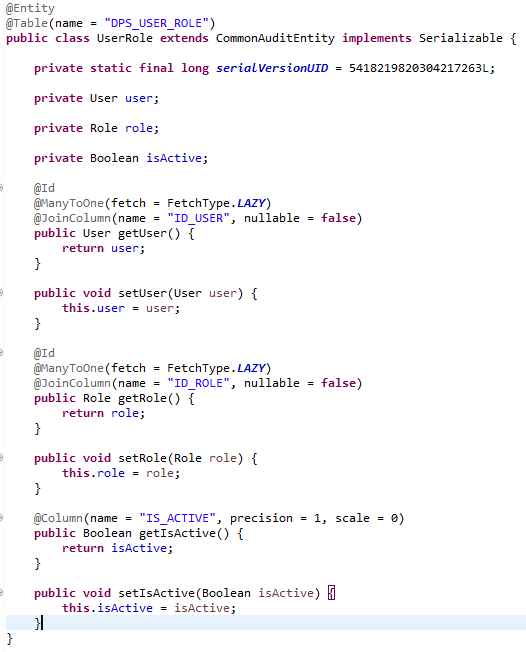 @Entity
@Table(name = "DPS_USER_ROLE")
public class UserRole extends CommonAuditEntity implements Serializable {
private static final long serialVersionUID = 5418219820304217263L;
private User user;
private Role role;
private Boolean isActive;
@Id
@ManyToOne(fetch = FetchType.LAZY)
@JoinColumn(name = "ID_USER", nullable = false)
public User getUser() {
return user;
}
public void setUser(User user) {
this.user = user;
}
@Id
@ManyToOne(fetch = FetchType.LAZY)
@JoinColumn(name = "ID_ROLE", nullable = false)
public Role getRole() {
return role;
}
public void setRole(Role role) {
this.role = role;
}
@Column(name = "IS_ACTIVE", precision = 1, scale = 0)
public Boolean getIsActive() {
return isActive;
}
public void setIsActive(Boolean isActive) {
this.isActive = isActive;
}
}